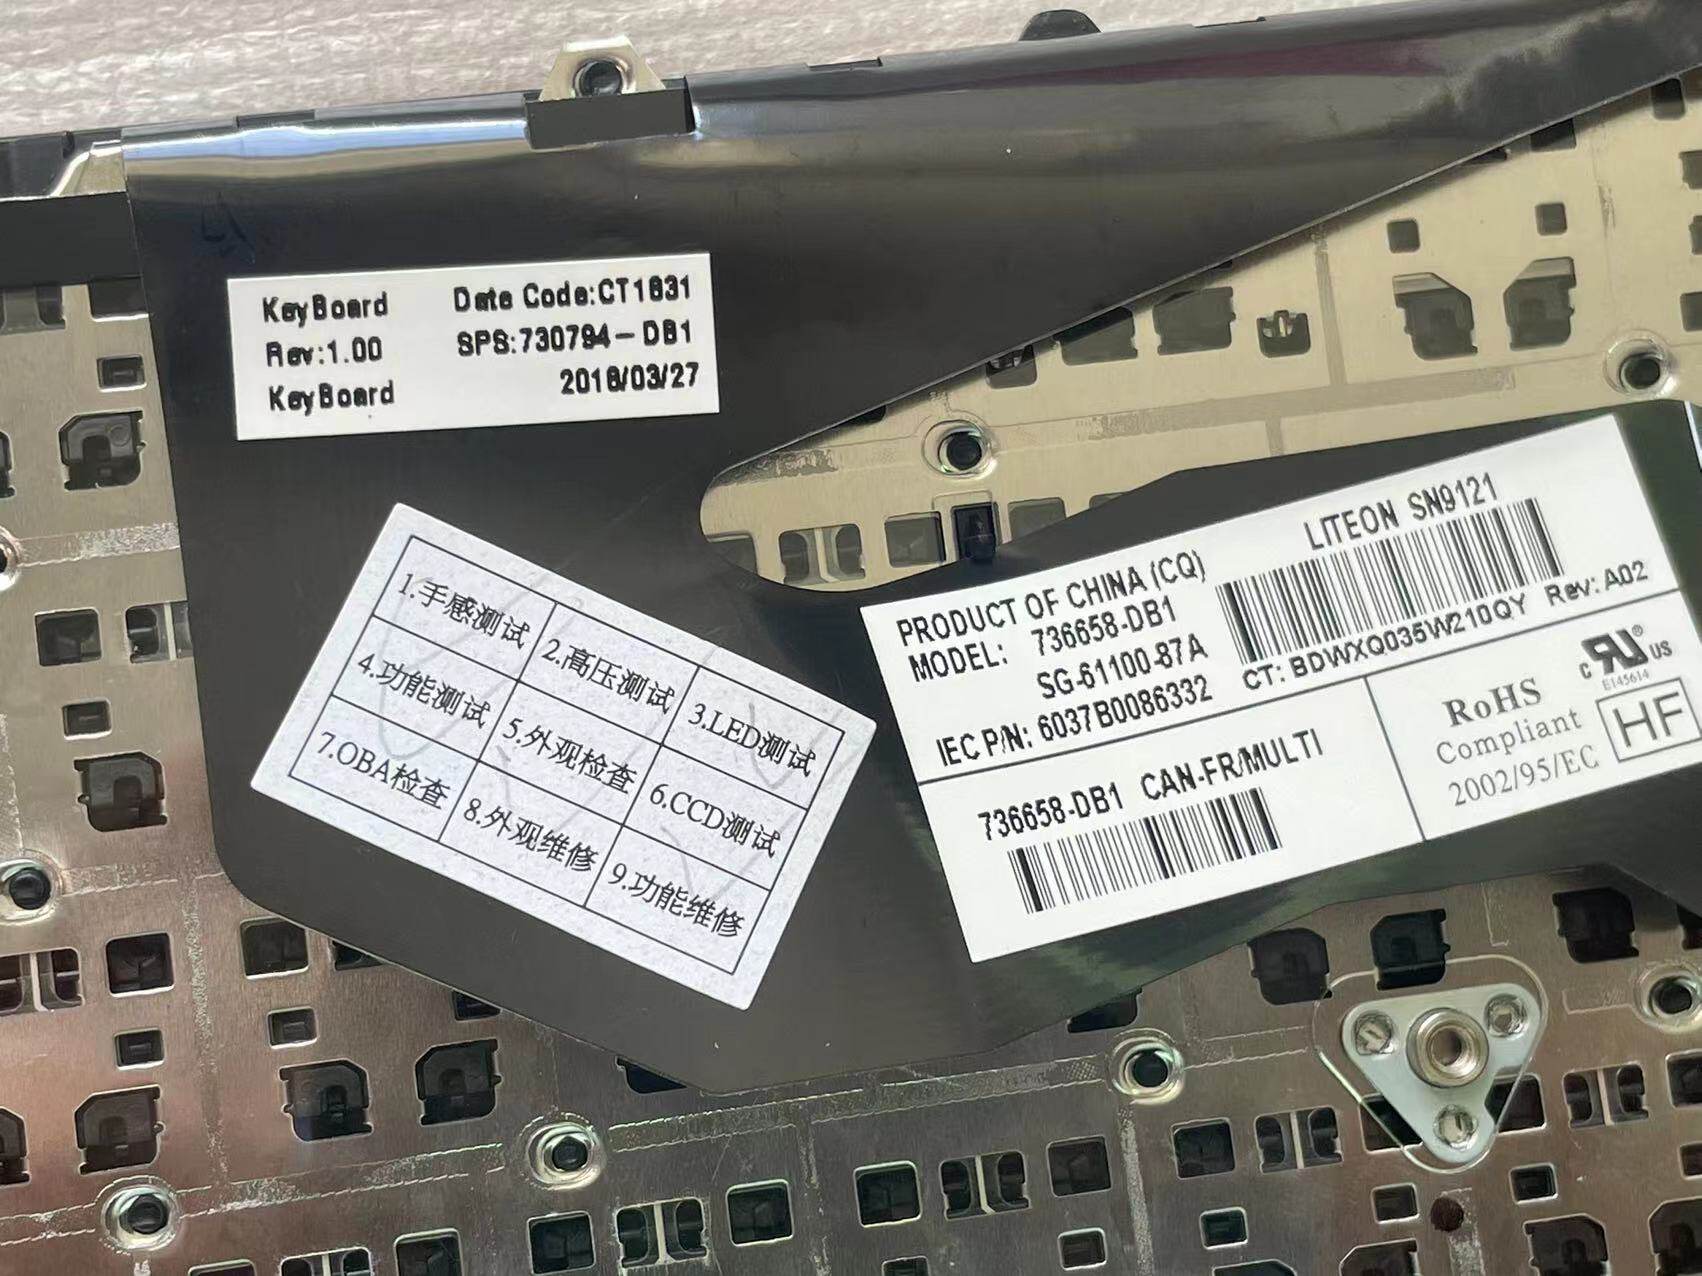 KeyBoard Date Code:CT1831
Rev:1.00 SPS:730794-DB1
KeyBoard 2018/03/27
1.手感测试 2.高压测试 3.LED测试
4.功能测试 5.外观检查 6.CCD测试
7.OBA检查 8.外观维修 9.功能维修
LITEON SN9121
PRODUCT OF CHINA (CQ)
MODEL: 736658-DB1
SG-61100-87A
IEC P/N: 6037B0086332
CT: BDWXQ035W210QY Rev: A02
736658-DB1 CAN-FR/MULTI
RoHS
Compliant
2002/95/EC
HF
c RU ® US
E145614